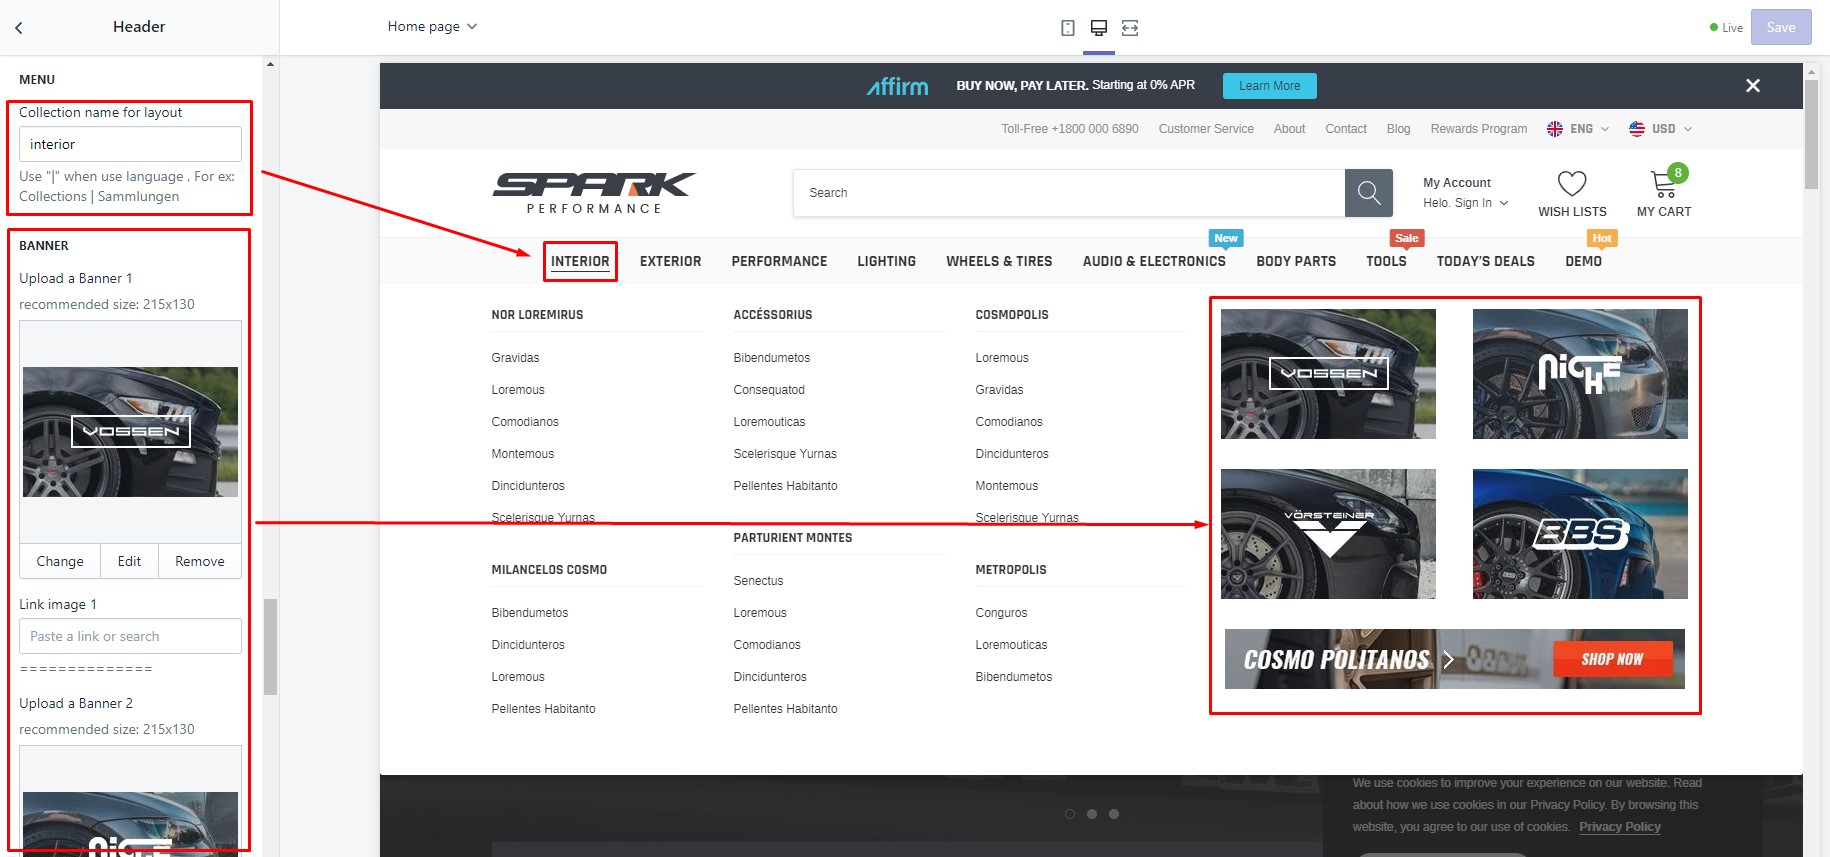 Header
Home page
Live
Save
MENU
Collection name for layout
interior
Use "|" when use language , For ex:
Collections | Sammlungen
BANNER
Upload a Banner 1
recommended size: 215x130
VOSSEN
Change
Edit
Remove
Link image 1
Paste a link or search
==============
Upload a Banner 2
recommended size: 215x130
NICHE
affirm
BUY NOW, PAY LATER. Starting at 0% APR
Learn More
Toll-Free +1800 000 6890
Customer Service
About
Contact
Blog
Rewards Program
ENG
USD
SPARK
PERFORMANCE
Search
My Account
Helo. Sign In
WISH LISTS
8
MY CART
New
Sale
Hot
INTERIOR
EXTERIOR
PERFORMANCE
LIGHTING
WHEELS & TIRES
AUDIO & ELECTRONICS
BODY PARTS
TOOLS
TODAY'S DEALS
DEMO
NOR LOREMIRUS
Gravidas
Loremous
Comodianos
Montemous
Dincidunteros
Scelerisque Yurnas
MILANCELOS COSMO
Bibendumetos
Dincidunteros
Loremous
Pellentes Habitanto
ACCÉSSORIUS
Bibendumetos
Consequatod
Loremouticas
Scelerisque Yurnas
Pellentes Habitanto
PARTURIENT MONTES
Senectus
Loremous
Comodianos
Dincidunteros
Pellentes Habitanto
COSMOPOLIS
Loremous
Gravidas
Comodianos
Dincidunteros
Montemous
Scelerisque Yurnas
METROPOLIS
Conguros
Loremouticas
Bibendumetos
VOSSEN
NICHE
VÖRSTEINER
BBS
COSMO POLITANOS
SHOP NOW
We use cookies to improve your experience on our website. Read
about how we use cookies in our Privacy Policy. By browsing this
website, you agree to our use of cookies. Privacy Policy